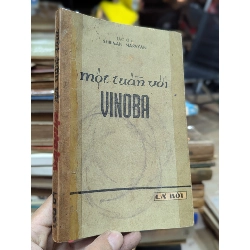 một tuần với
VINOBA
LÁ BỐI